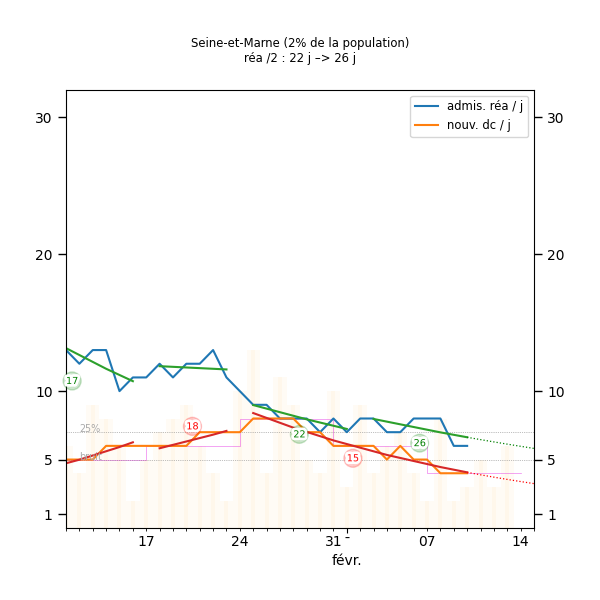 Seine-et-Marne (2% de la population)
réa /2 : 22 j –> 26 j
admis. réa / j
nouv. dc / j
30 30
20 20
10 10
17
18
25%
22
26
15
5 5
1 1
17 24 31 - 07 14
févr.